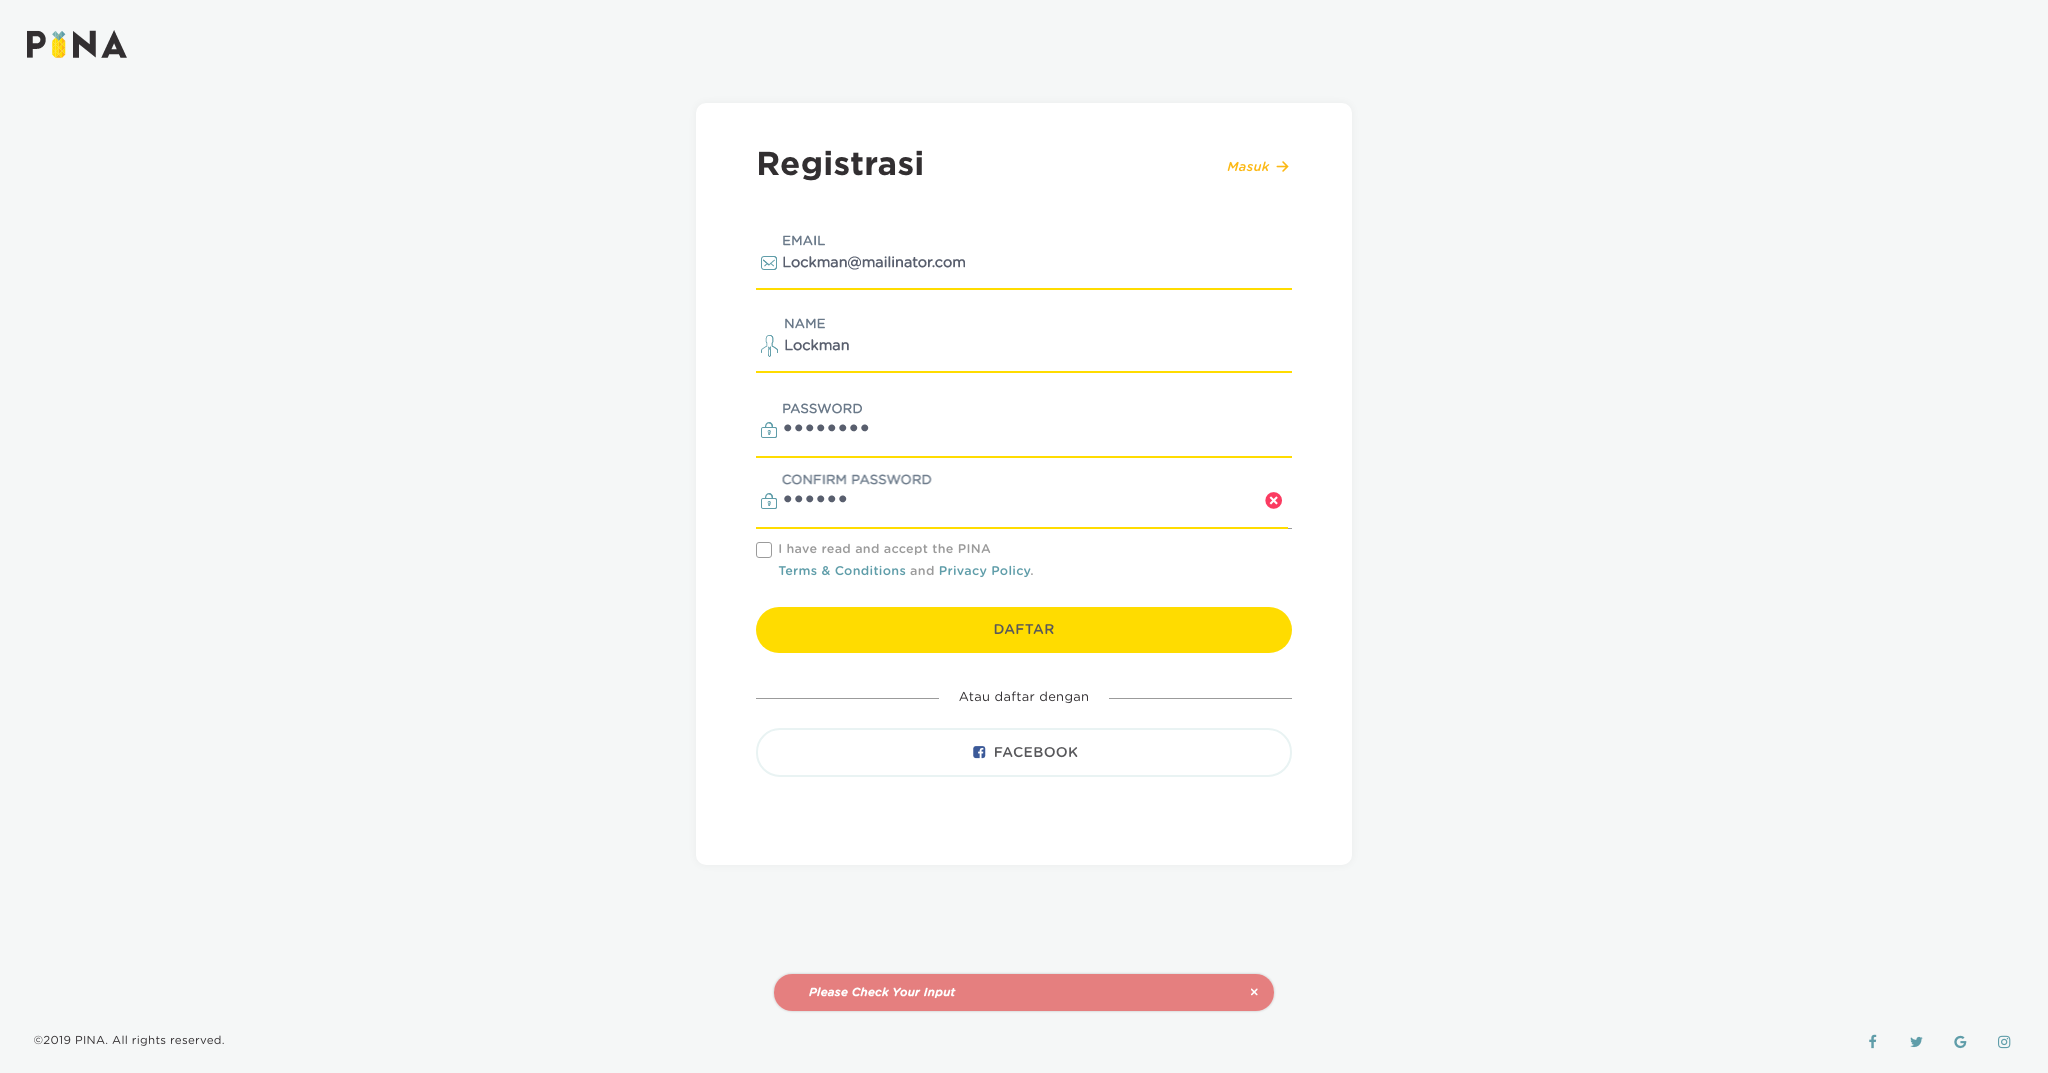 PINA
Registrasi
Masuk →
EMAIL
Lockman@mailinator.com
NAME
Lockman
PASSWORD
••••••••
CONFIRM PASSWORD
••••••
I have read and accept the PINA
Terms & Conditions and Privacy Policy.
DAFTAR
Atau daftar dengan
FACEBOOK
Please Check Your Input ×
©2019 PINA. All rights reserved.